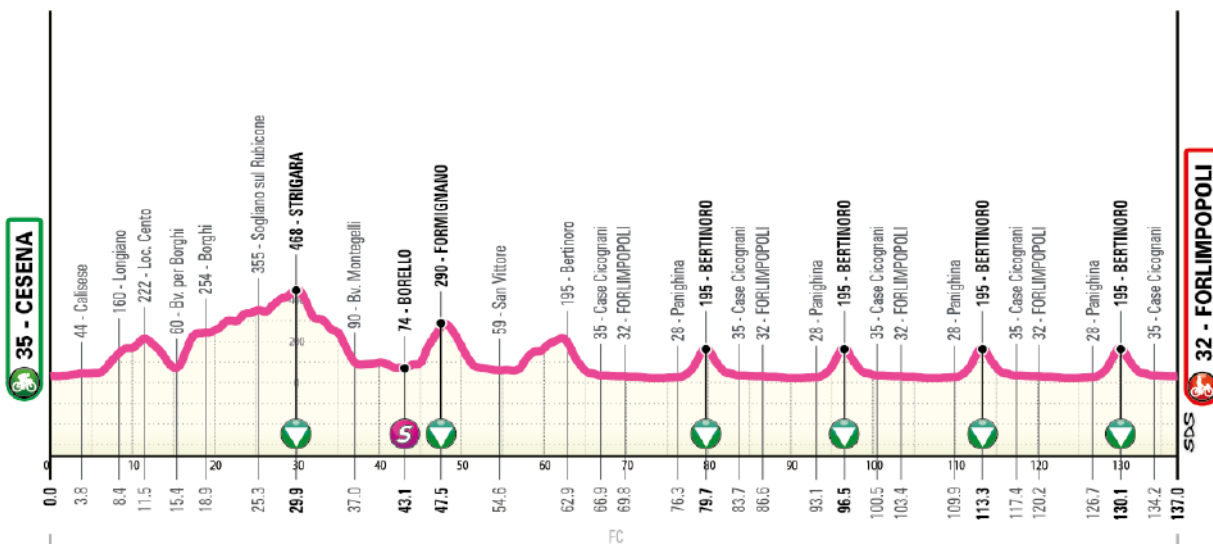 35 - CESENA
44 - Calisese
160 - Longiano
222 - Loc. Cento
60 - Bv. per Borghi
254 - Borghi
355 - Sogliano sul Rubicone
468 - STRIGARA
90 - Bv. Montegelli
74 - BORELLO
290 - FORMIGNANO
59 - San Vittore
195 - Bertinoro
35 - Case Cicognani
32 - FORLIMPOPOLI
28 - Panighina
195 - BERTINORO
35 - Case Cicognani
32 - FORLIMPOPOLI
28 - Panighina
195 - BERTINORO
35 - Case Cicognani
32 - FORLIMPOPOLI
28 - Panighina
195 - BERTINORO
35 - Case Cicognani
32 - FORLIMPOPOLI
28 - Panighina
195 - BERTINORO
35 - Case Cicognani
32 - FORLIMPOPOLI
200
0
S
SDS
0 10 20 30 40 50 60 70 80 90 100 110 120 130
0.0 3.8 8.4 11.5 15.4 18.9 25.3 29.9 37.0 43.1 47.5 54.6 62.9 66.9 69.8 76.3 79.7 83.7 86.6 93.1 96.5 100.5 103.4 109.9 113.3 117.4 120.2 126.7 130.1 134.2 137.0
FC